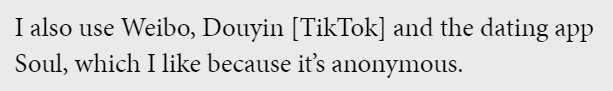 I also use Weibo, Douyin [TikTok] and the dating app
Soul, which I like because it’s anonymous.